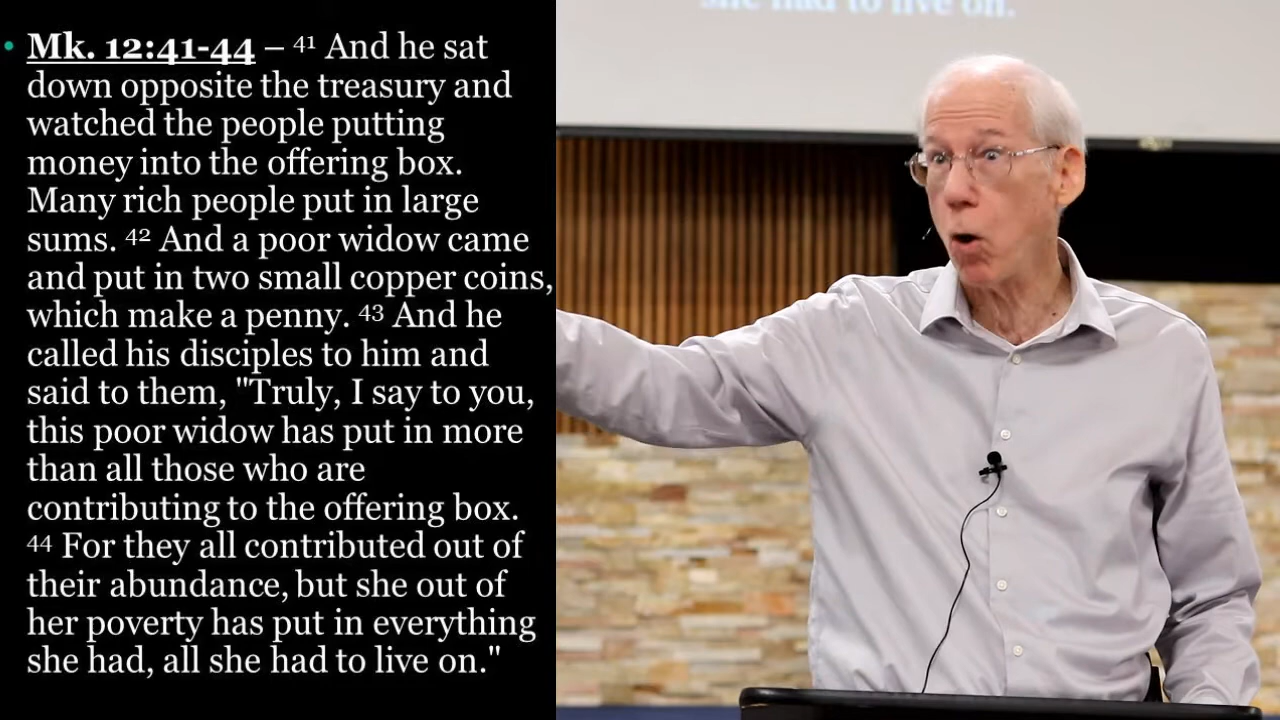 • Mk. 12:41-44 – 41 And he sat
down opposite the treasury and
watched the people putting
money into the offering box.
Many rich people put in large
sums. 42 And a poor widow came
and put in two small copper coins,
which make a penny. 43 And he
called his disciples to him and
said to them, "Truly, I say to you,
this poor widow has put in more
than all those who are
contributing to the offering box.
44 For they all contributed out of
their abundance, but she out of
her poverty has put in everything
she had, all she had to live on."
she had to live on.